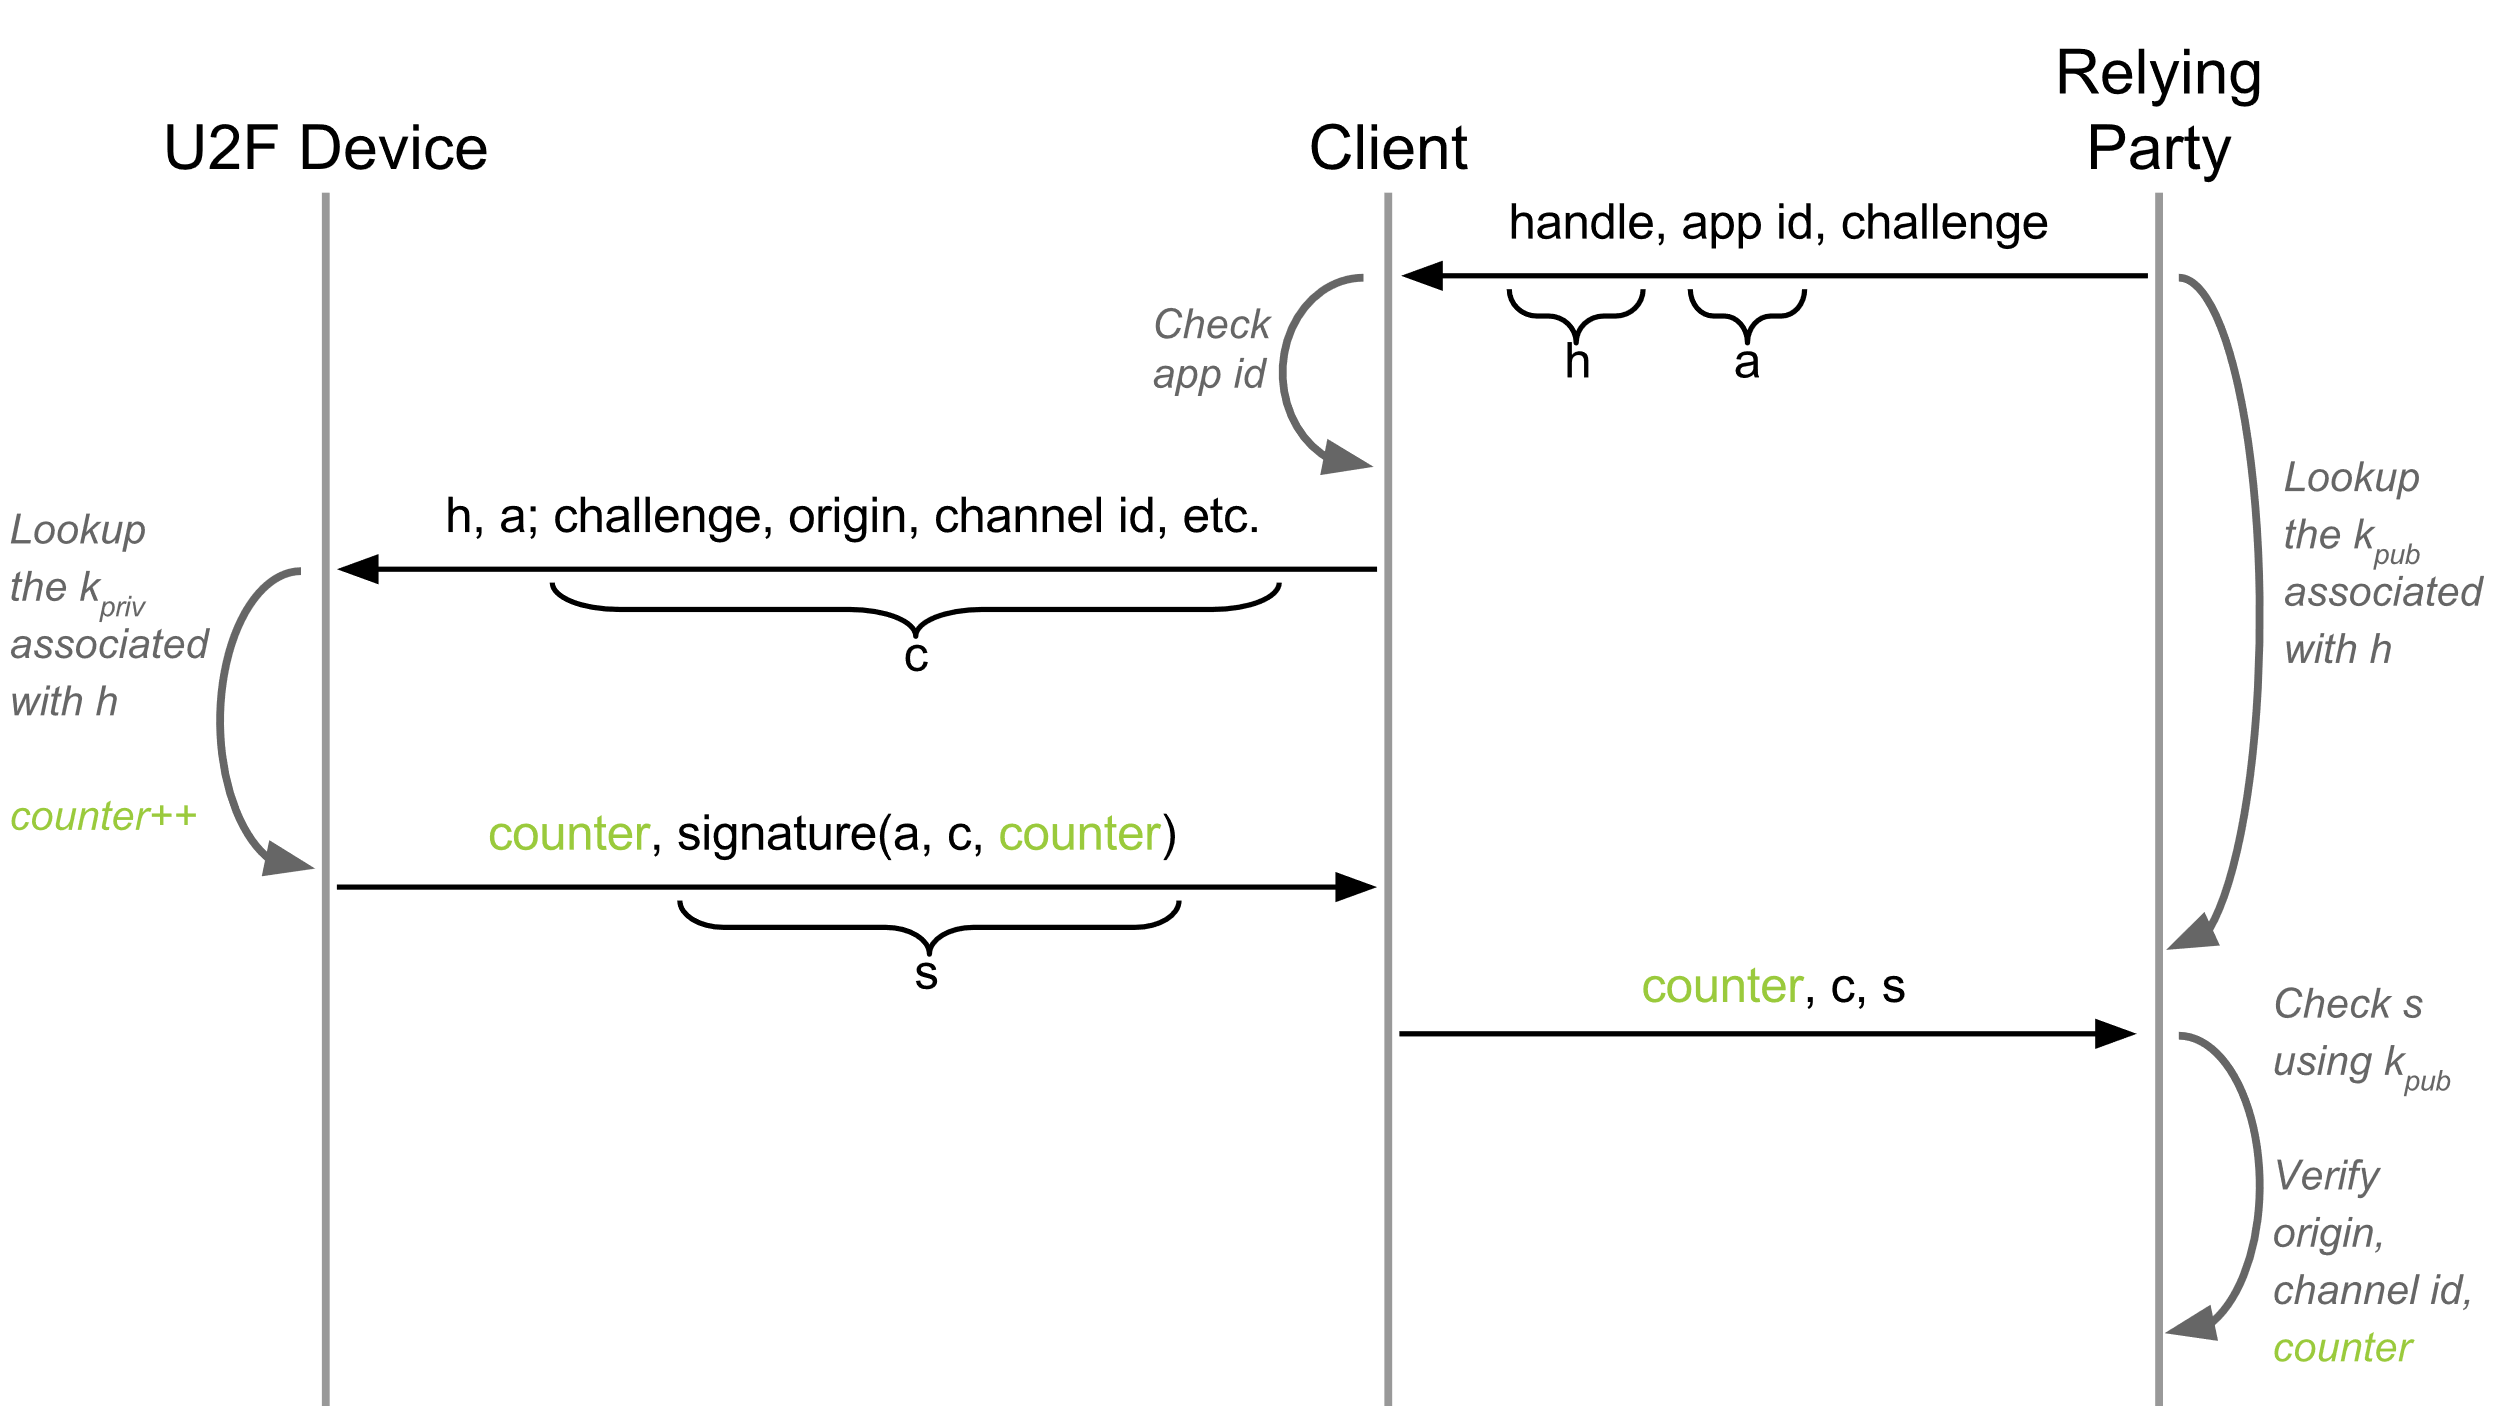 U2F Device
Client
Relying
Party
handle, app id, challenge
h
a
Check
app id
h, a; challenge, origin, channel id, etc.
c
Lookup
the kpriv
associated
with h
counter++
Lookup
the kpub
associated
with h
counter, signature(a, c, counter)
s
counter, c, s
Check s
using kpub
Verify
origin,
channel id,
counter